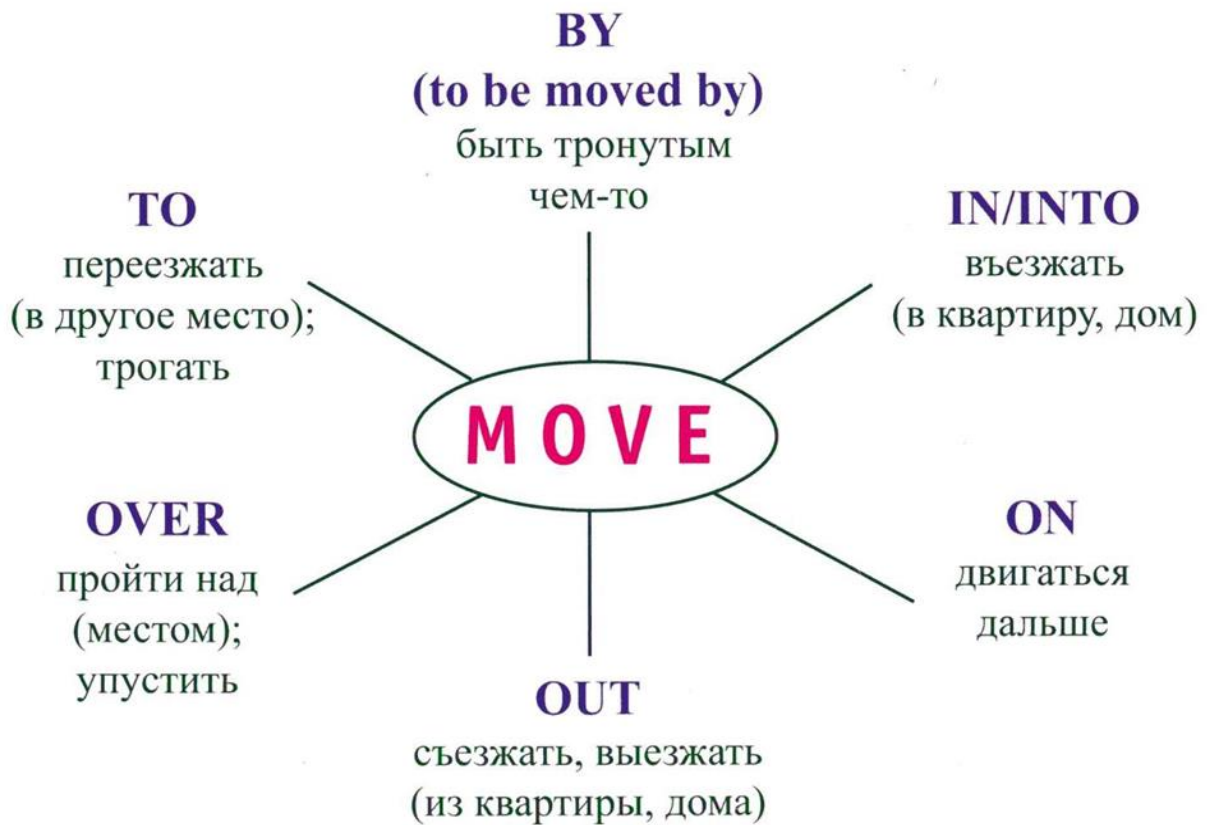 BY
(to be moved by)
быть тронутым
чем-то
TO
переезжать
(в другое место);
трогать
IN/INTO
въезжать
(в квартиру, дом)
MOVE
OVER
пройти над
(местом);
упустить
ON
двигаться
дальше
OUT
съезжать, выезжать
(из квартиры, дома)